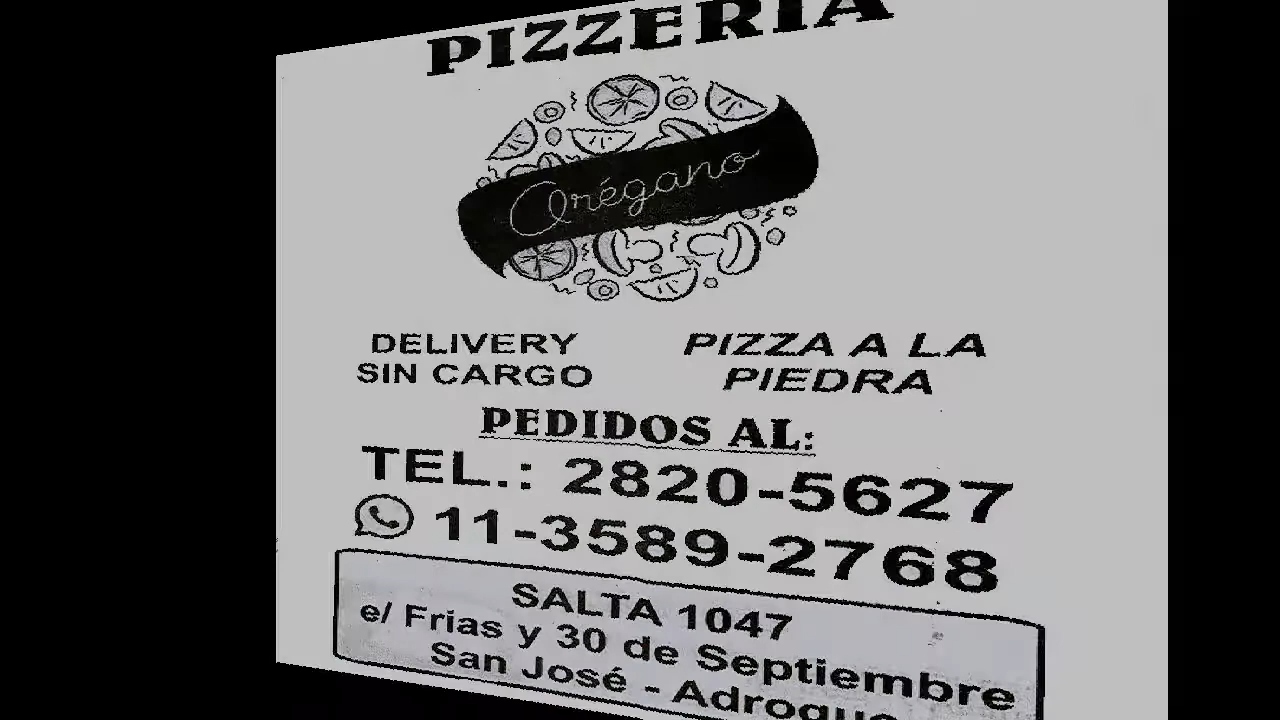 PIZZERIA
Orégano
DELIVERY
SIN CARGO
PIZZA A LA
PIEDRA
PEDIDOS AL:
TEL.: 2820-5627
11-3589-2768
SALTA 1047
e/ Frias y 30 de Septiembre
San José - Adrogue